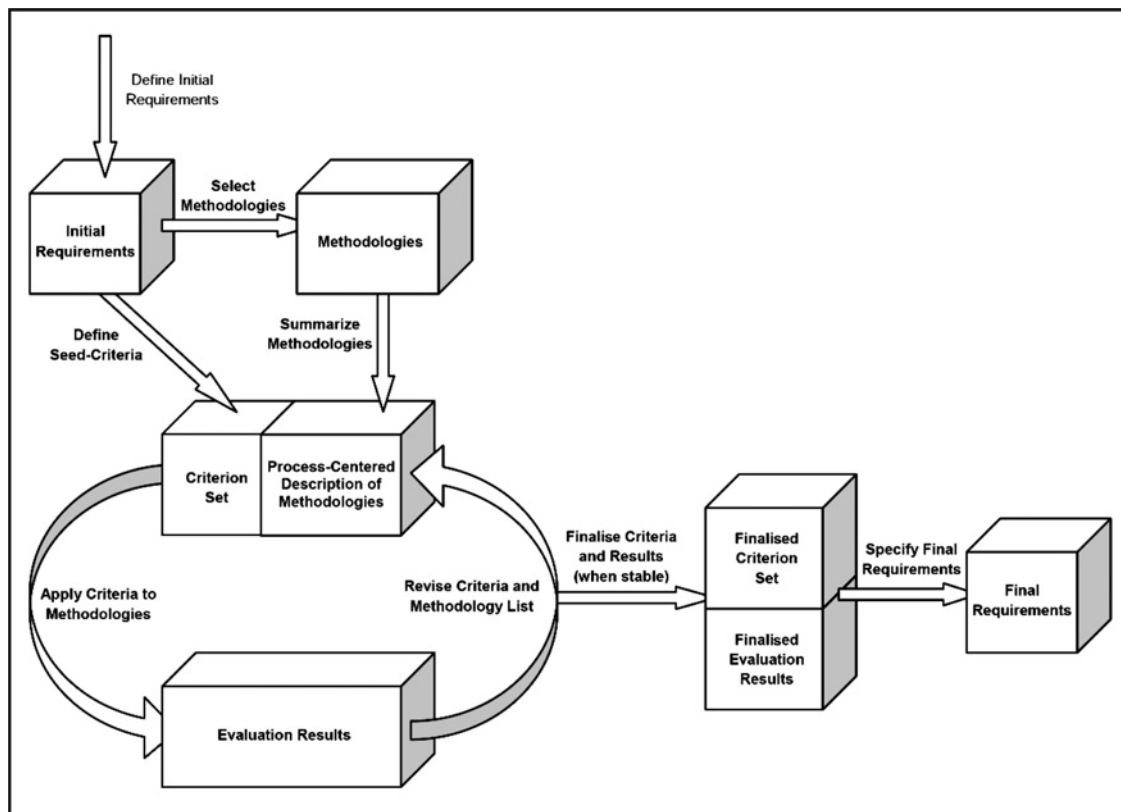 Define Initial
Requirements
Select
Methodologies
Initial
Requirements
Methodologies
Define
Seed-Criteria
Summarize
Methodologies
Criterion
Set
Process-Centered
Description of
Methodologies
Apply Criteria to
Methodologies
Revise Criteria and
Methodology List
Finalise Criteria
and Results
(when stable)
Finalised
Criterion
Set
Finalised
Evaluation
Results
Specify Final
Requirements
Final
Requirements
Evaluation Results